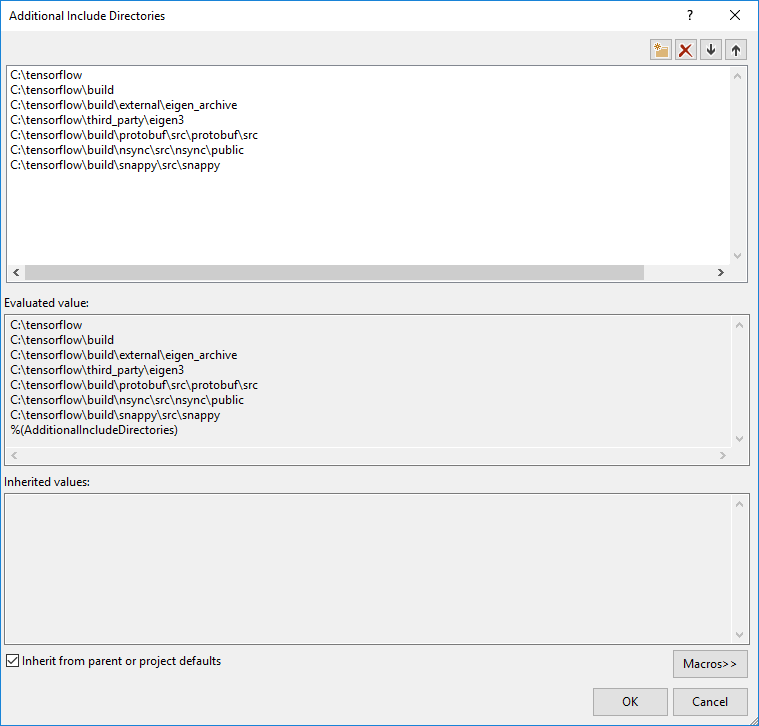 Additional Include Directories
?
C:\tensorflow
C:\tensorflow\build
C:\tensorflow\build\external\eigen_archive
C:\tensorflow\third_party\eigen3
C:\tensorflow\build\protobuf\src\protobuf\src
C:\tensorflow\build\nsync\src\nsync\public
C:\tensorflow\build\snappy\src\snappy
Evaluated value:
C:\tensorflow
C:\tensorflow\build
C:\tensorflow\build\external\eigen_archive
C:\tensorflow\third_party\eigen3
C:\tensorflow\build\protobuf\src\protobuf\src
C:\tensorflow\build\nsync\src\nsync\public
C:\tensorflow\build\snappy\src\snappy
%(AdditionalIncludeDirectories)
Inherited values:
Inherit from parent or project defaults
Macros>>
OK
Cancel